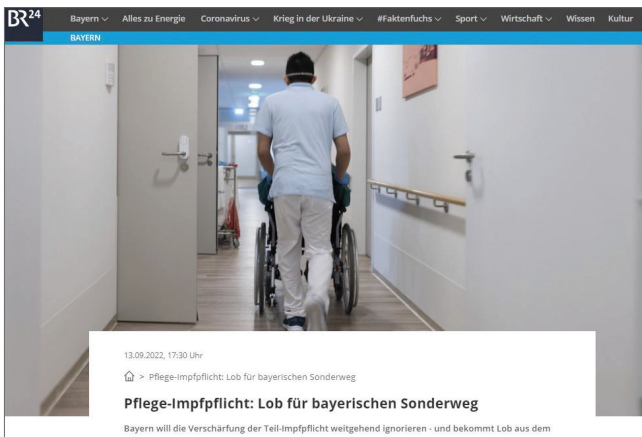 BR24
Bayern Alles zu Energie Coronavirus Krieg in der Ukraine #Faktenfuchs Sport Wirtschaft Wissen Kultur
BAYERN
13.09.2022, 17:30 Uhr
> Pflege-Impfpflicht: Lob für bayerischen Sonderweg
Pflege-Impfpflicht: Lob für bayerischen Sonderweg
Bayern will die Verschärfung der Teil-Impfpflicht weitgehend ignorieren - und bekommt Lob aus dem